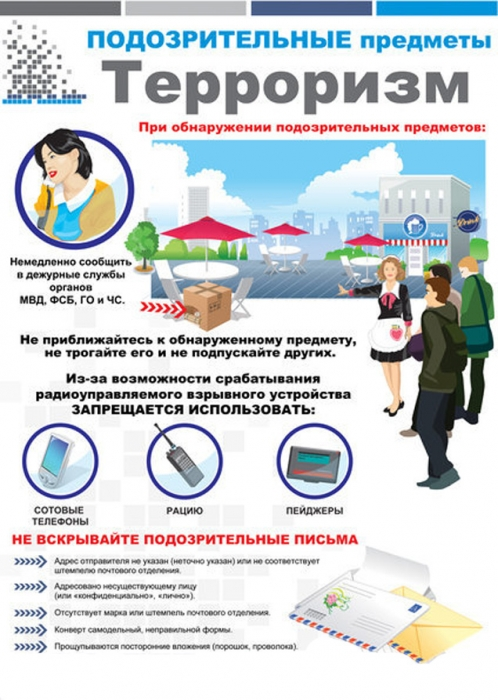 ПОДОЗРИТЕЛЬНЫЕ предметы
Терроризм
При обнаружении подозрительных предметов:
Немедленно сообщить
в дежурные службы
органов
МВД, ФСБ, ГО и ЧС.
Не приближайтесь к обнаруженному предмету,
не трогайте его и не подпускайте других.
Из-за возможности срабатывания
радиоуправляемого взрывного устройства
ЗАПРЕЩАЕТСЯ ИСПОЛЬЗОВАТЬ:
СОТОВЫЕ
ТЕЛЕФОНЫ
РАЦИЮ
ПЕЙДЖЕРЫ
НЕ ВСКРЫВАЙТЕ ПОДОЗРИТЕЛЬНЫЕ ПИСЬМА
Адрес отправителя не указан (неточно указан) или не соответствует
штемпелю почтового отделения.
Адресовано несуществующему лицу
(или «конфиденциально», «лично»).
Отсутствует марка или штемпель почтового отделения.
Конверт самодельный, неправильной формы.
Прощупываются посторонние вложения (порошок, проволока).